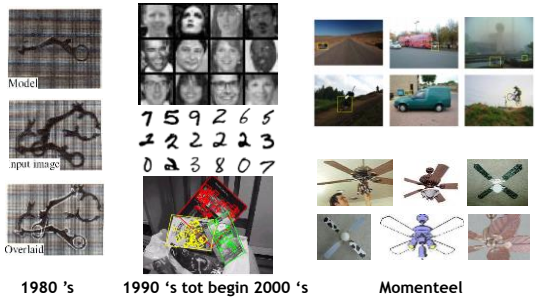 Model
Input image
Overlaid
7 5 9 2 6 5
2 2 2 2 2 3
0 2 3 8 0 7
1980 ’s
1990 ‘s tot begin 2000 ‘s
Momenteel